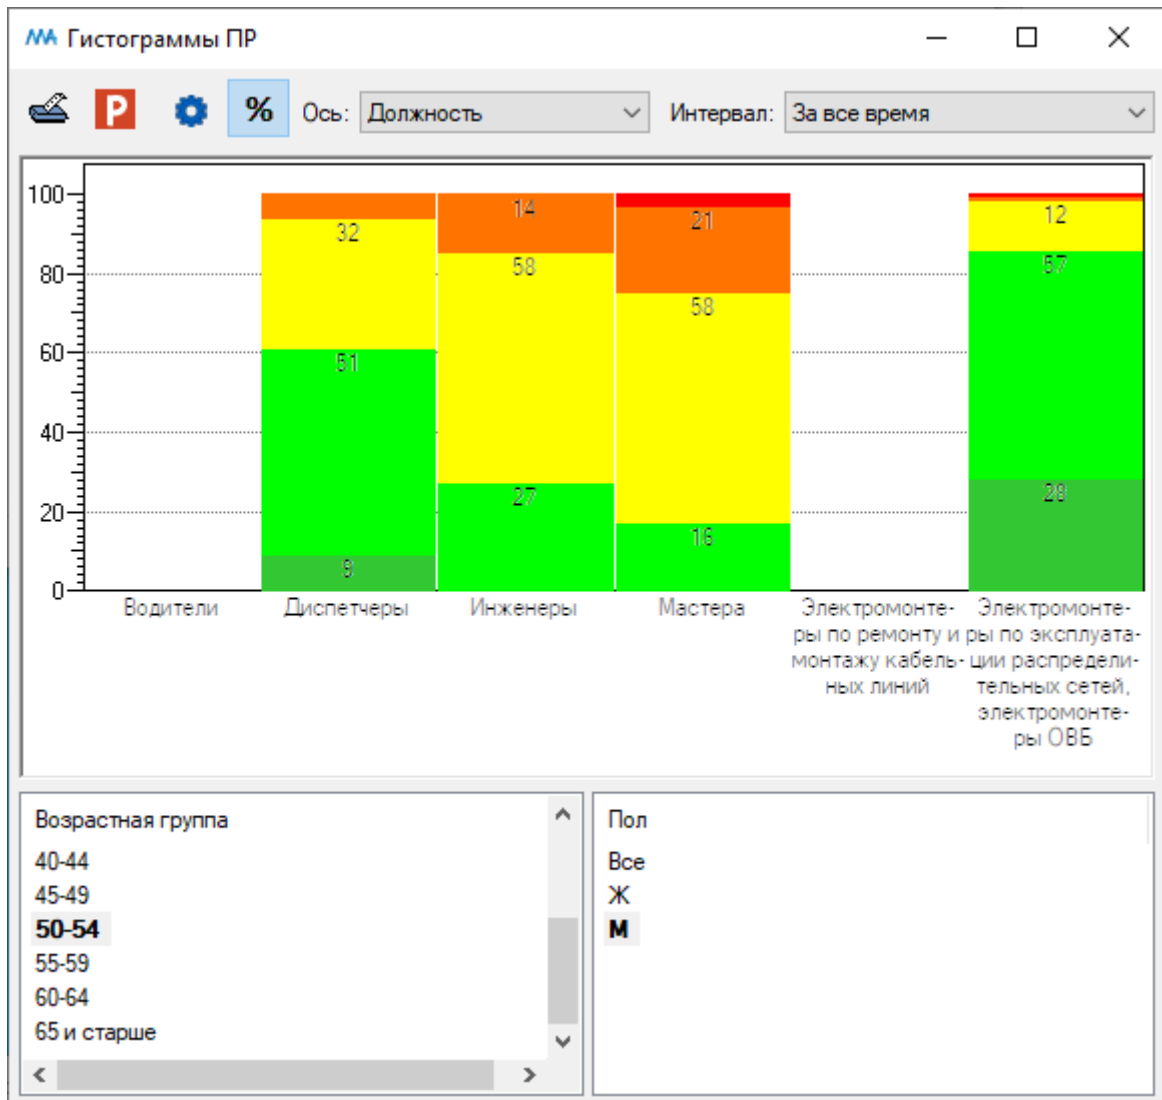 Гистограммы ПР
% Ось: Должность Интервал: За все время
100
80
60
40
20
0
32
51
9
14
58
27
21
58
16
12
57
28
Водители
Диспетчеры
Инженеры
Мастера
Электромонте-
ры по ремонту и
монтажу кабель-
ных линий
Электромонте-
ры по эксплуата-
ции распредели-
тельных сетей,
электромонте-
ры ОВБ
Возрастная группа
40-44
45-49
50-54
55-59
60-64
65 и старше
Пол
Все
Ж
М